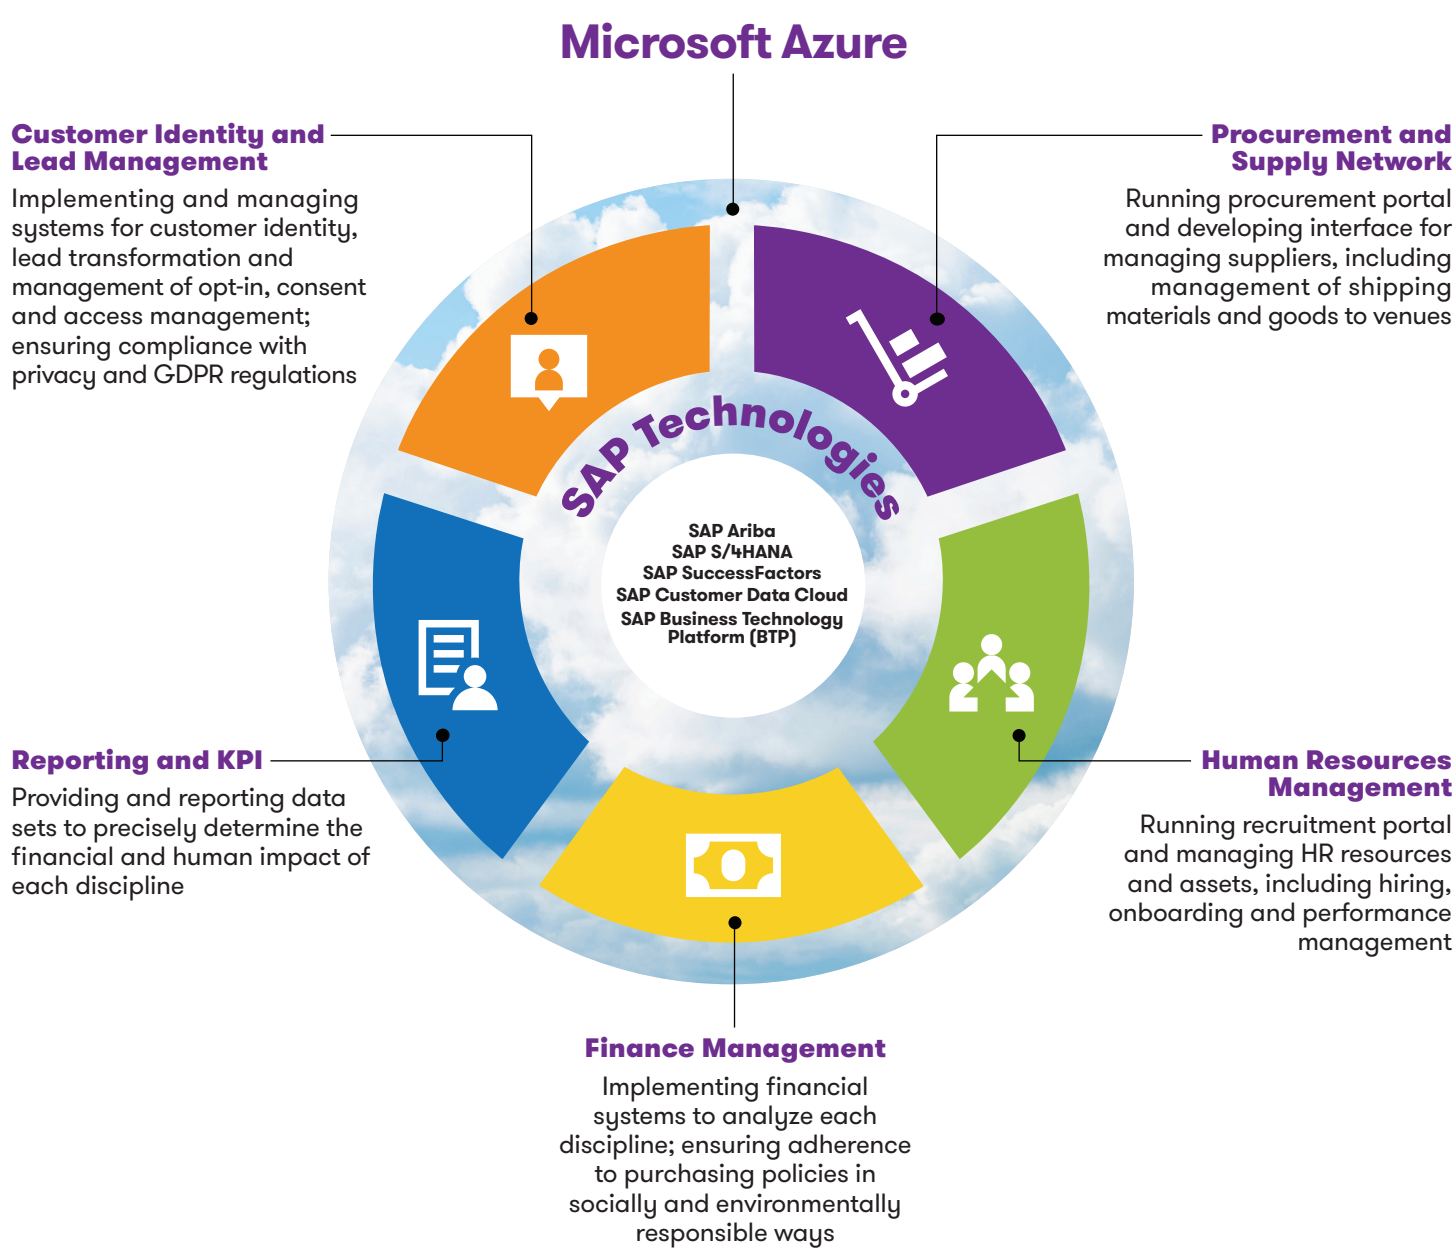 Microsoft Azure
Customer Identity and
Lead Management
Implementing and managing
systems for customer identity,
lead transformation and
management of opt-in, consent
and access management;
ensuring compliance with
privacy and GDPR regulations
Procurement and
Supply Network
Running procurement portal
and developing interface for
managing suppliers, including
management of shipping
materials and goods to venues
SAP Technologies
SAP Ariba
SAP S/4HANA
SAP SuccessFactors
SAP Customer Data Cloud
SAP Business Technology
Platform (BTP)
Reporting and KPI
Providing and reporting data
sets to precisely determine the
financial and human impact of
each discipline
Human Resources
Management
Running recruitment portal
and managing HR resources
and assets, including hiring,
onboarding and performance
management
Finance Management
Implementing financial
systems to analyze each
discipline; ensuring adherence
to purchasing policies in
socially and environmentally
responsible ways